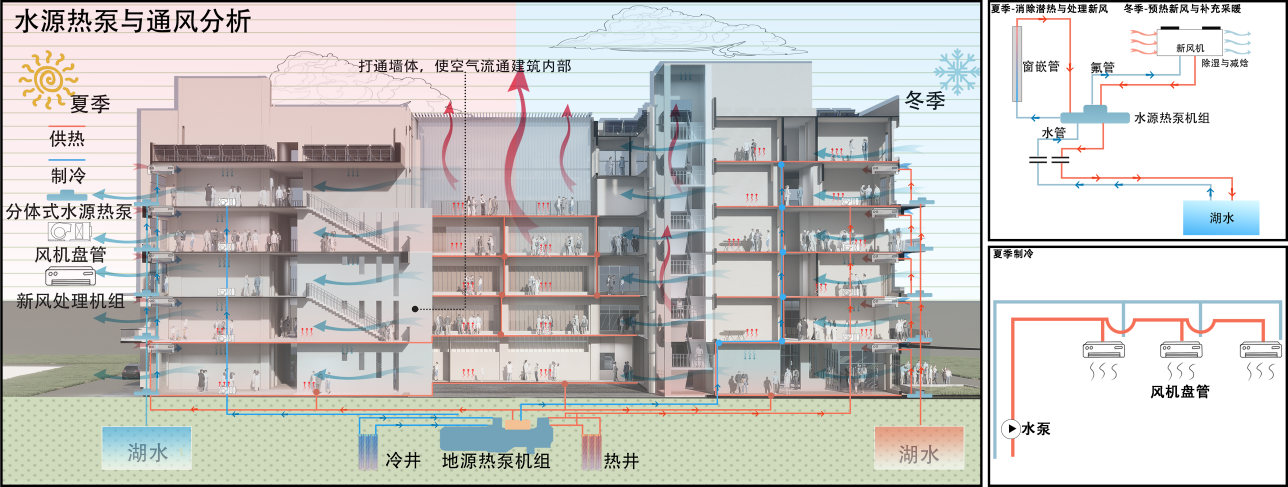 水源热泵与通风分析
打通墙体，使空气流通建筑内部
夏季
冬季
供热
制冷
分体式水源热泵
风机盘管
新风处理机组
湖水
冷井
地源热泵机组
热井
湖水
夏季-消除潜热与处理新风
冬季-预热新风与补充采暖
新风机
窗嵌管
氟管
除湿与减焓
水源热泵机组
水管
湖水
夏季制冷
风机盘管
水泵